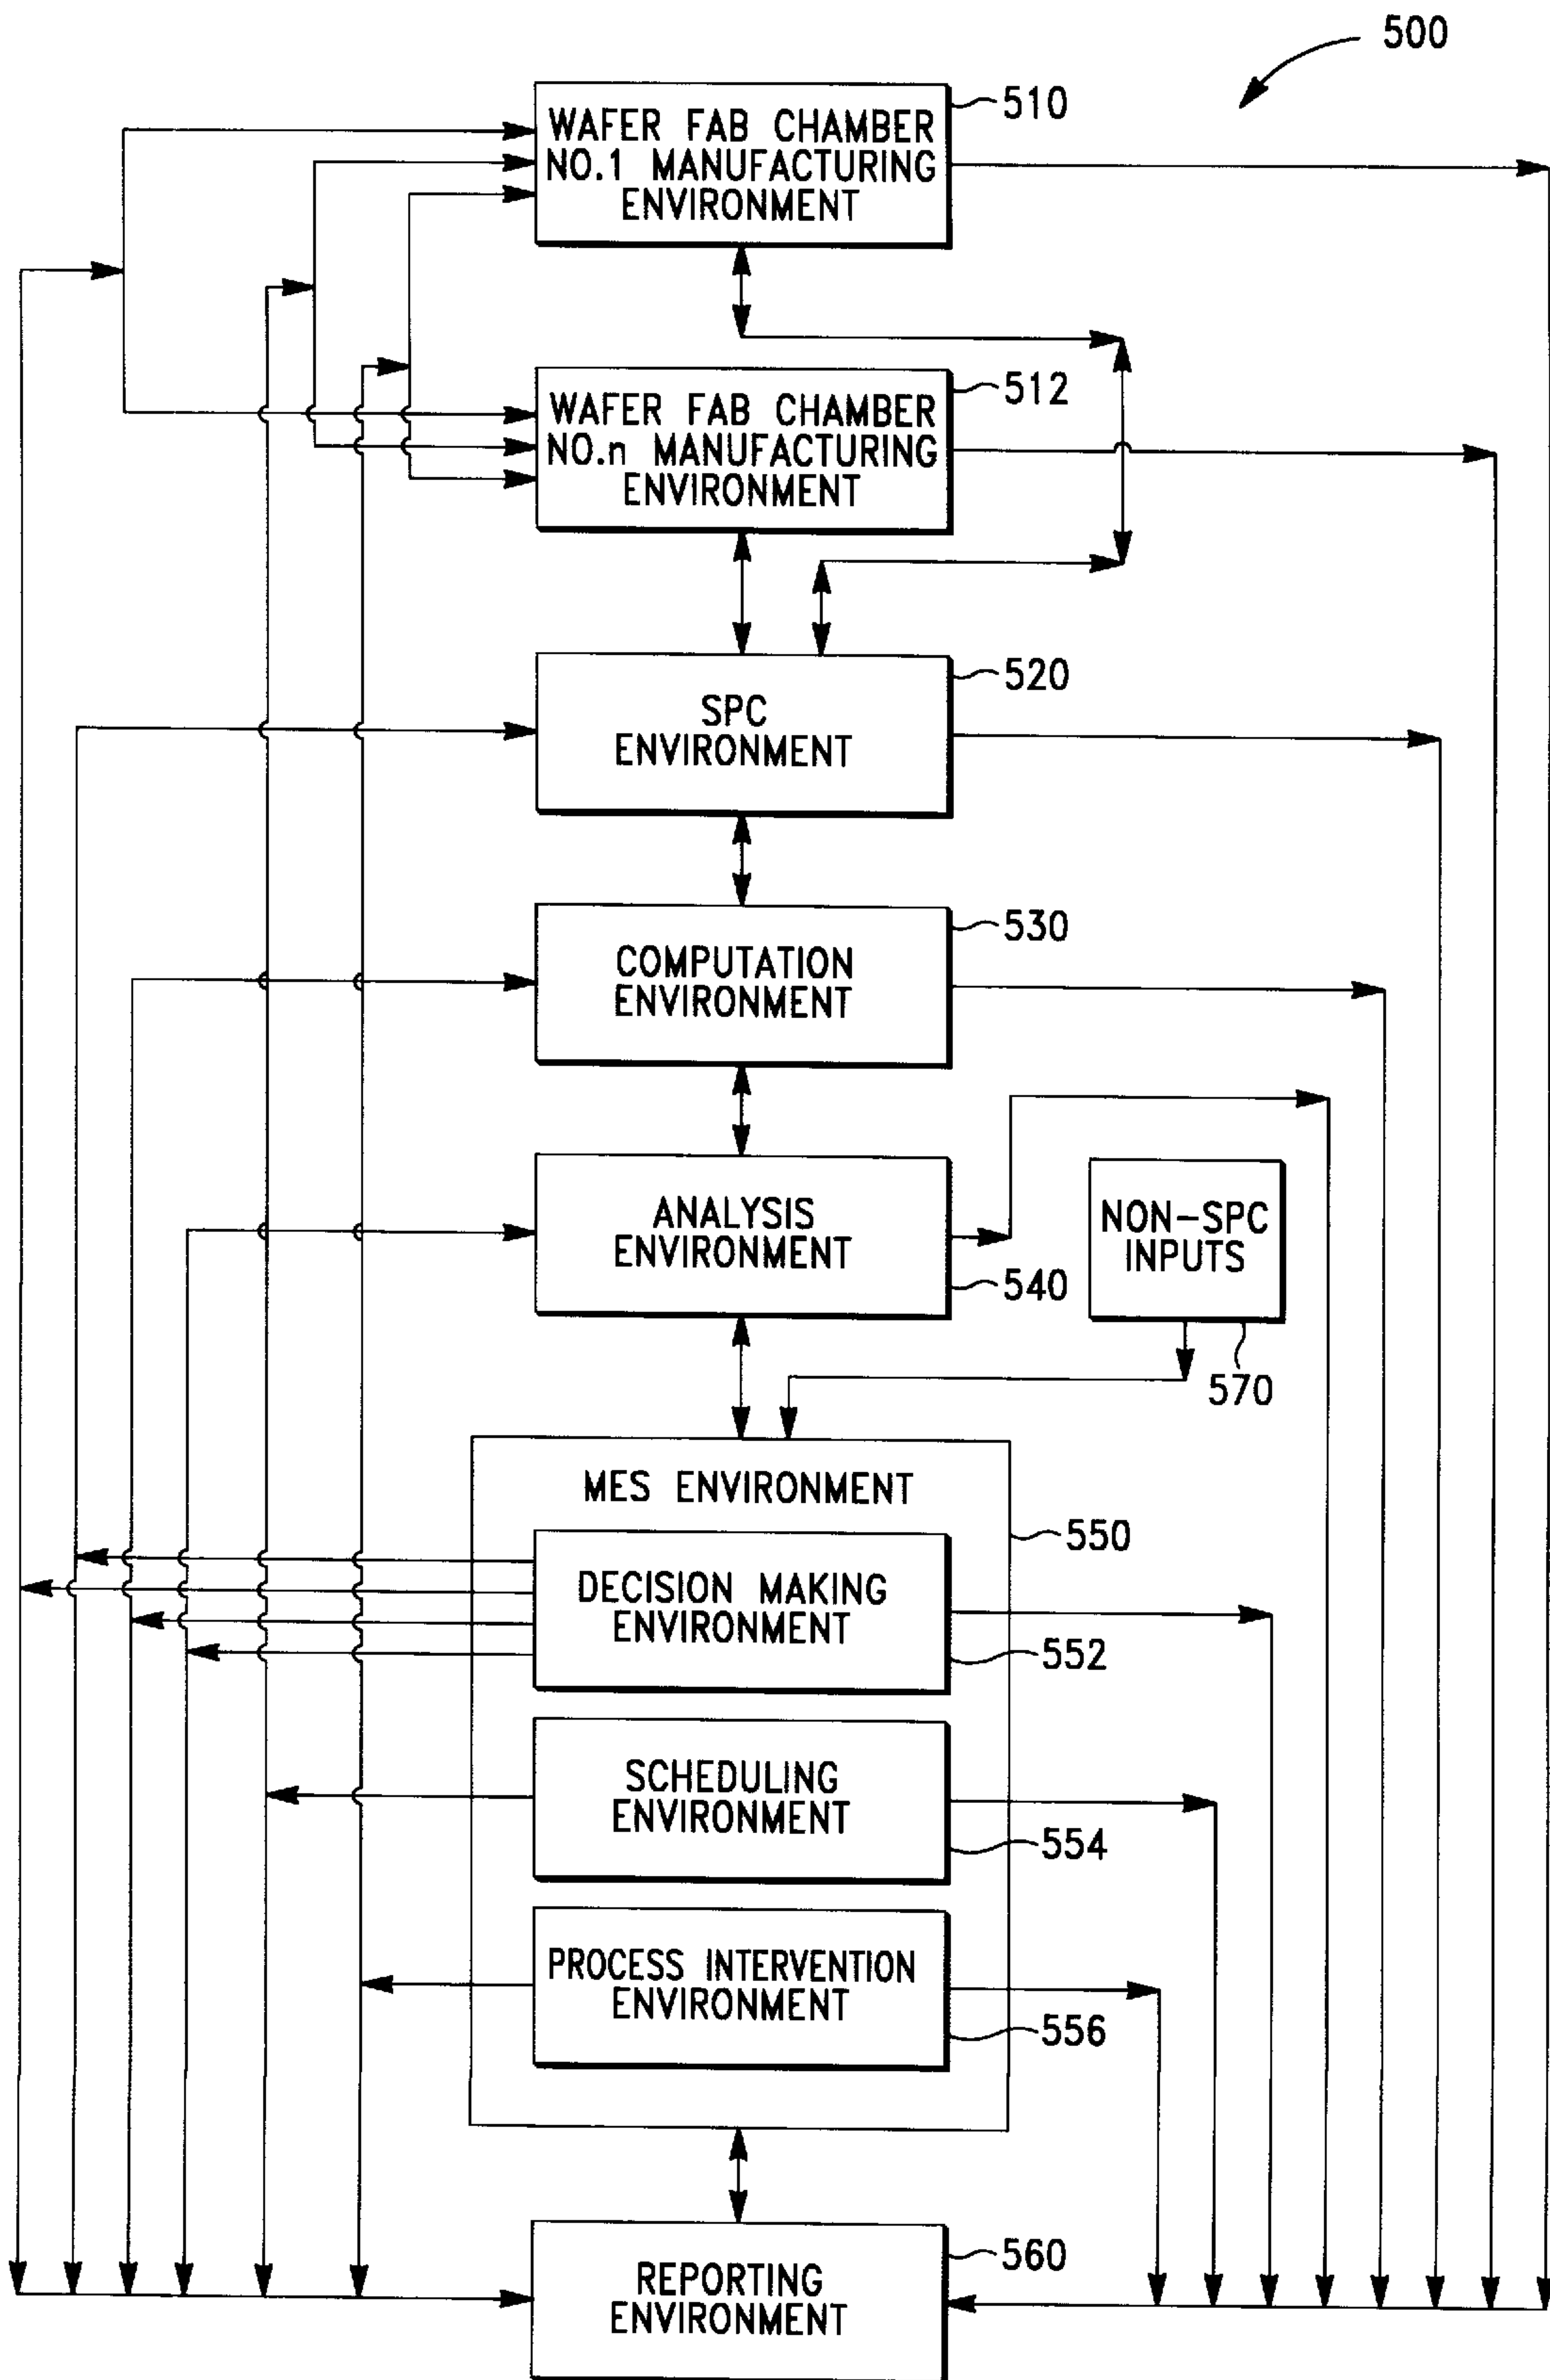 500
WAFER FAB CHAMBER
NO.1 MANUFACTURING
ENVIRONMENT
510
WAFER FAB CHAMBER
NO.n MANUFACTURING
ENVIRONMENT
512
SPC
ENVIRONMENT
520
COMPUTATION
ENVIRONMENT
530
ANALYSIS
ENVIRONMENT
540
NON-SPC
INPUTS
570
MES ENVIRONMENT
550
DECISION MAKING
ENVIRONMENT
552
SCHEDULING
ENVIRONMENT
554
PROCESS INTERVENTION
ENVIRONMENT
556
REPORTING
ENVIRONMENT
560